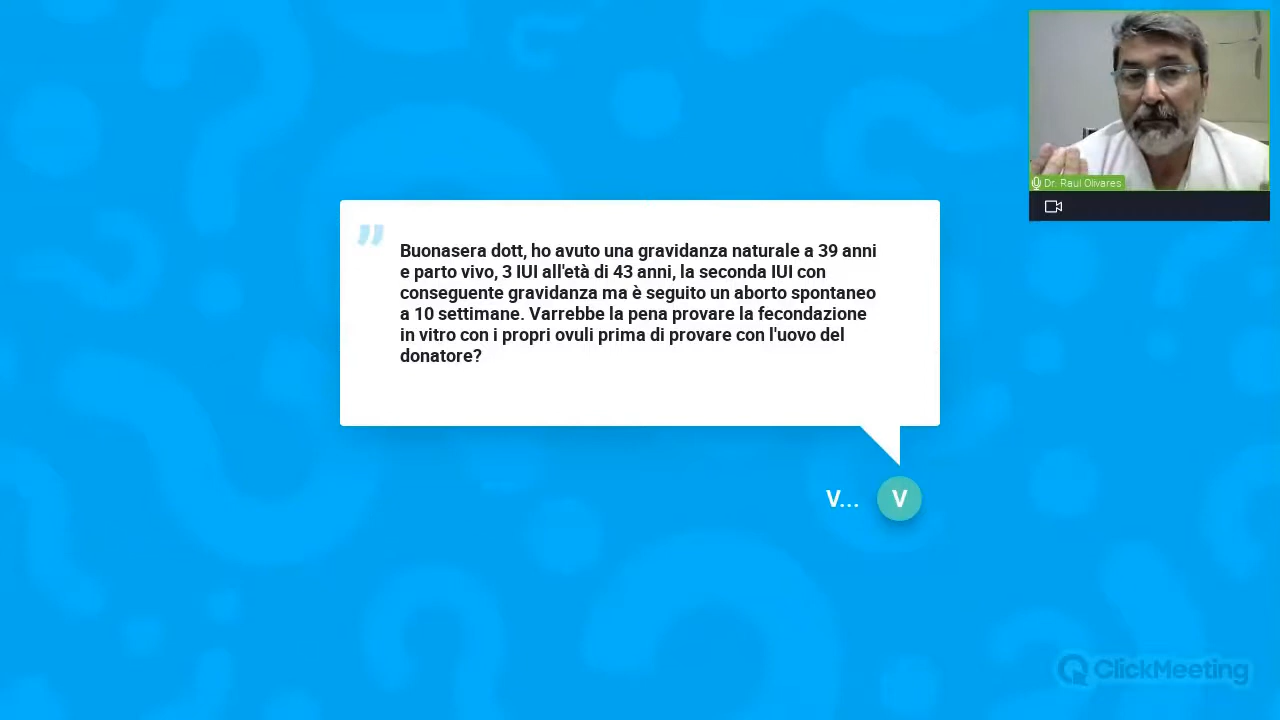 Dr. Raul Olivares
Buonasera dott, ho avuto una gravidanza naturale a 39 anni
e parto vivo, 3 IUI all'età di 43 anni, la seconda IUI con
conseguente gravidanza ma è seguito un aborto spontaneo
a 10 settimane. Varrebbe la pena provare la fecondazione
in vitro con i propri ovuli prima di provare con l'uovo del
donatore?
V... V
ClickMeeting